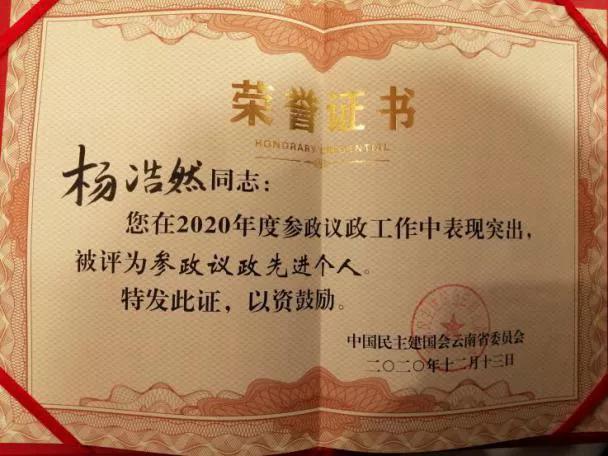 荣誉证书
HONORARY CREDENTIAL
杨浩然同志：
您在2020年度参政议政工作中表现突出，
被评为参政议政先进个人。
特发此证，以资鼓励。
中国民主建国会云南省委员会
二〇二〇年十二月十三日